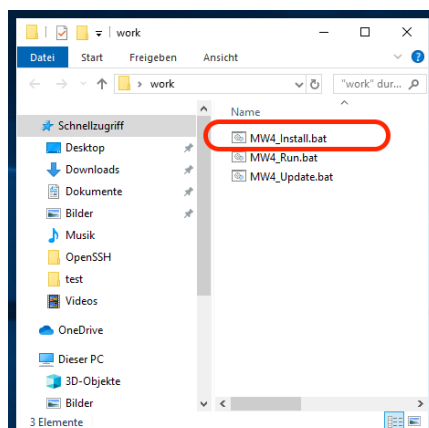 work
Datei Start Freigeben Ansicht
work "work" dur...
Name
Schnellzugriff
MW4_Install.bat
Desktop
MW4_Run.bat
Downloads
MW4_Update.bat
Dokumente
Bilder
Musik
OpenSSH
test
Videos
OneDrive
Dieser PC
3D-Objekte
Bilder
3 Elemente